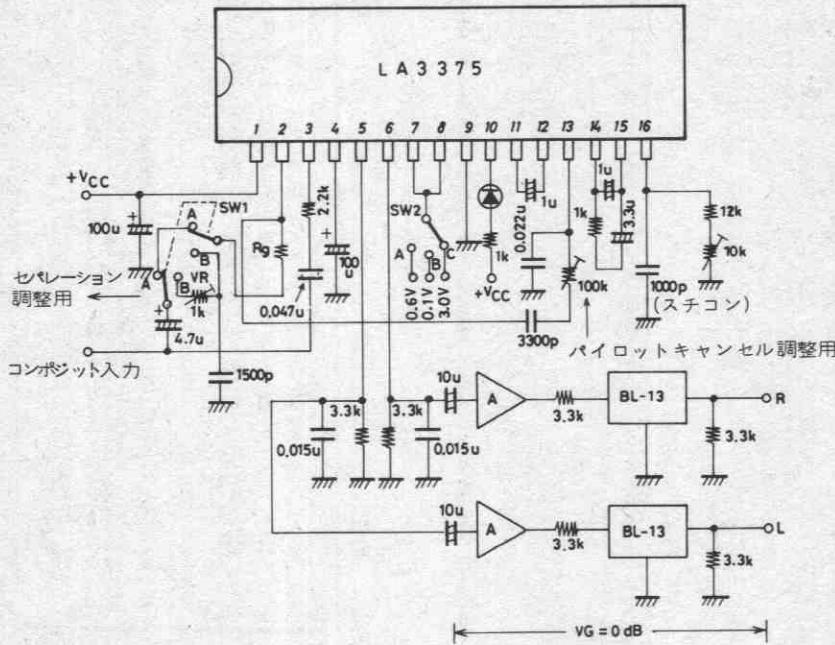 LA3375
1 2 3 4 5 6 7 8 9 10 11 12 13 14 15 16
+VCC
100u
+
SW1
A
B
A
B
VR
1k
セパレーション
調整用
+
4.7u
コンポジット入力
1500p
Rg
2.2k
0.047u
+
100
u
SW2
A
B
C
0.6V
0.1V
3.0V
1k
+VCC
0.022u
1u
3300p
100k
パイロットキャンセル調整用
1k
1u
3.3u
1000p
(スチコン)
12k
10k
0.015u
3.3k
3.3k
0.015u
10u
A
3.3k
BL-13
R
3.3k
10u
A
3.3k
BL-13
L
3.3k
VG = 0 dB